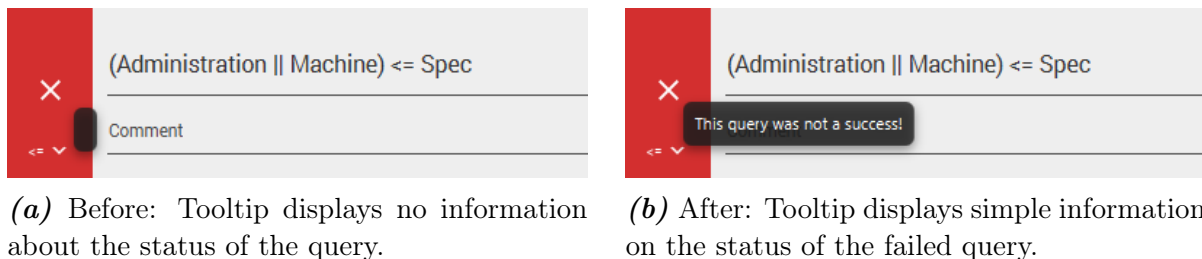 (Administration || Machine) <= Spec
Comment
<=
(a) Before: Tooltip displays no information
about the status of the query.
(Administration || Machine) <= Spec
This query was not a success!
<=
(b) After: Tooltip displays simple information
on the status of the failed query.